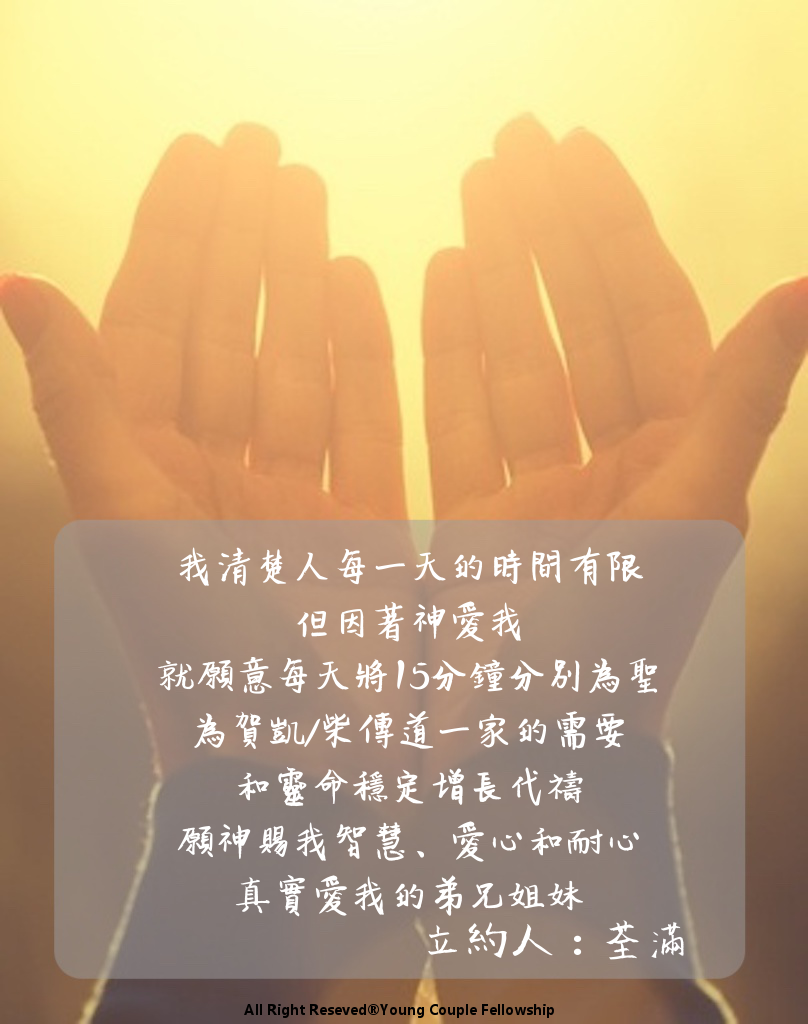 我清楚人每一天的時間有限
但因著神愛我
就願意每天將15分鐘分別為聖
為賀凱/柴傳道一家的需要
和靈命穩定增長代禱
願神賜我智慧、愛心和耐心
真實愛我的弟兄姐妹
立約人：荃滿
All Right Reseved®Young Couple Fellowship